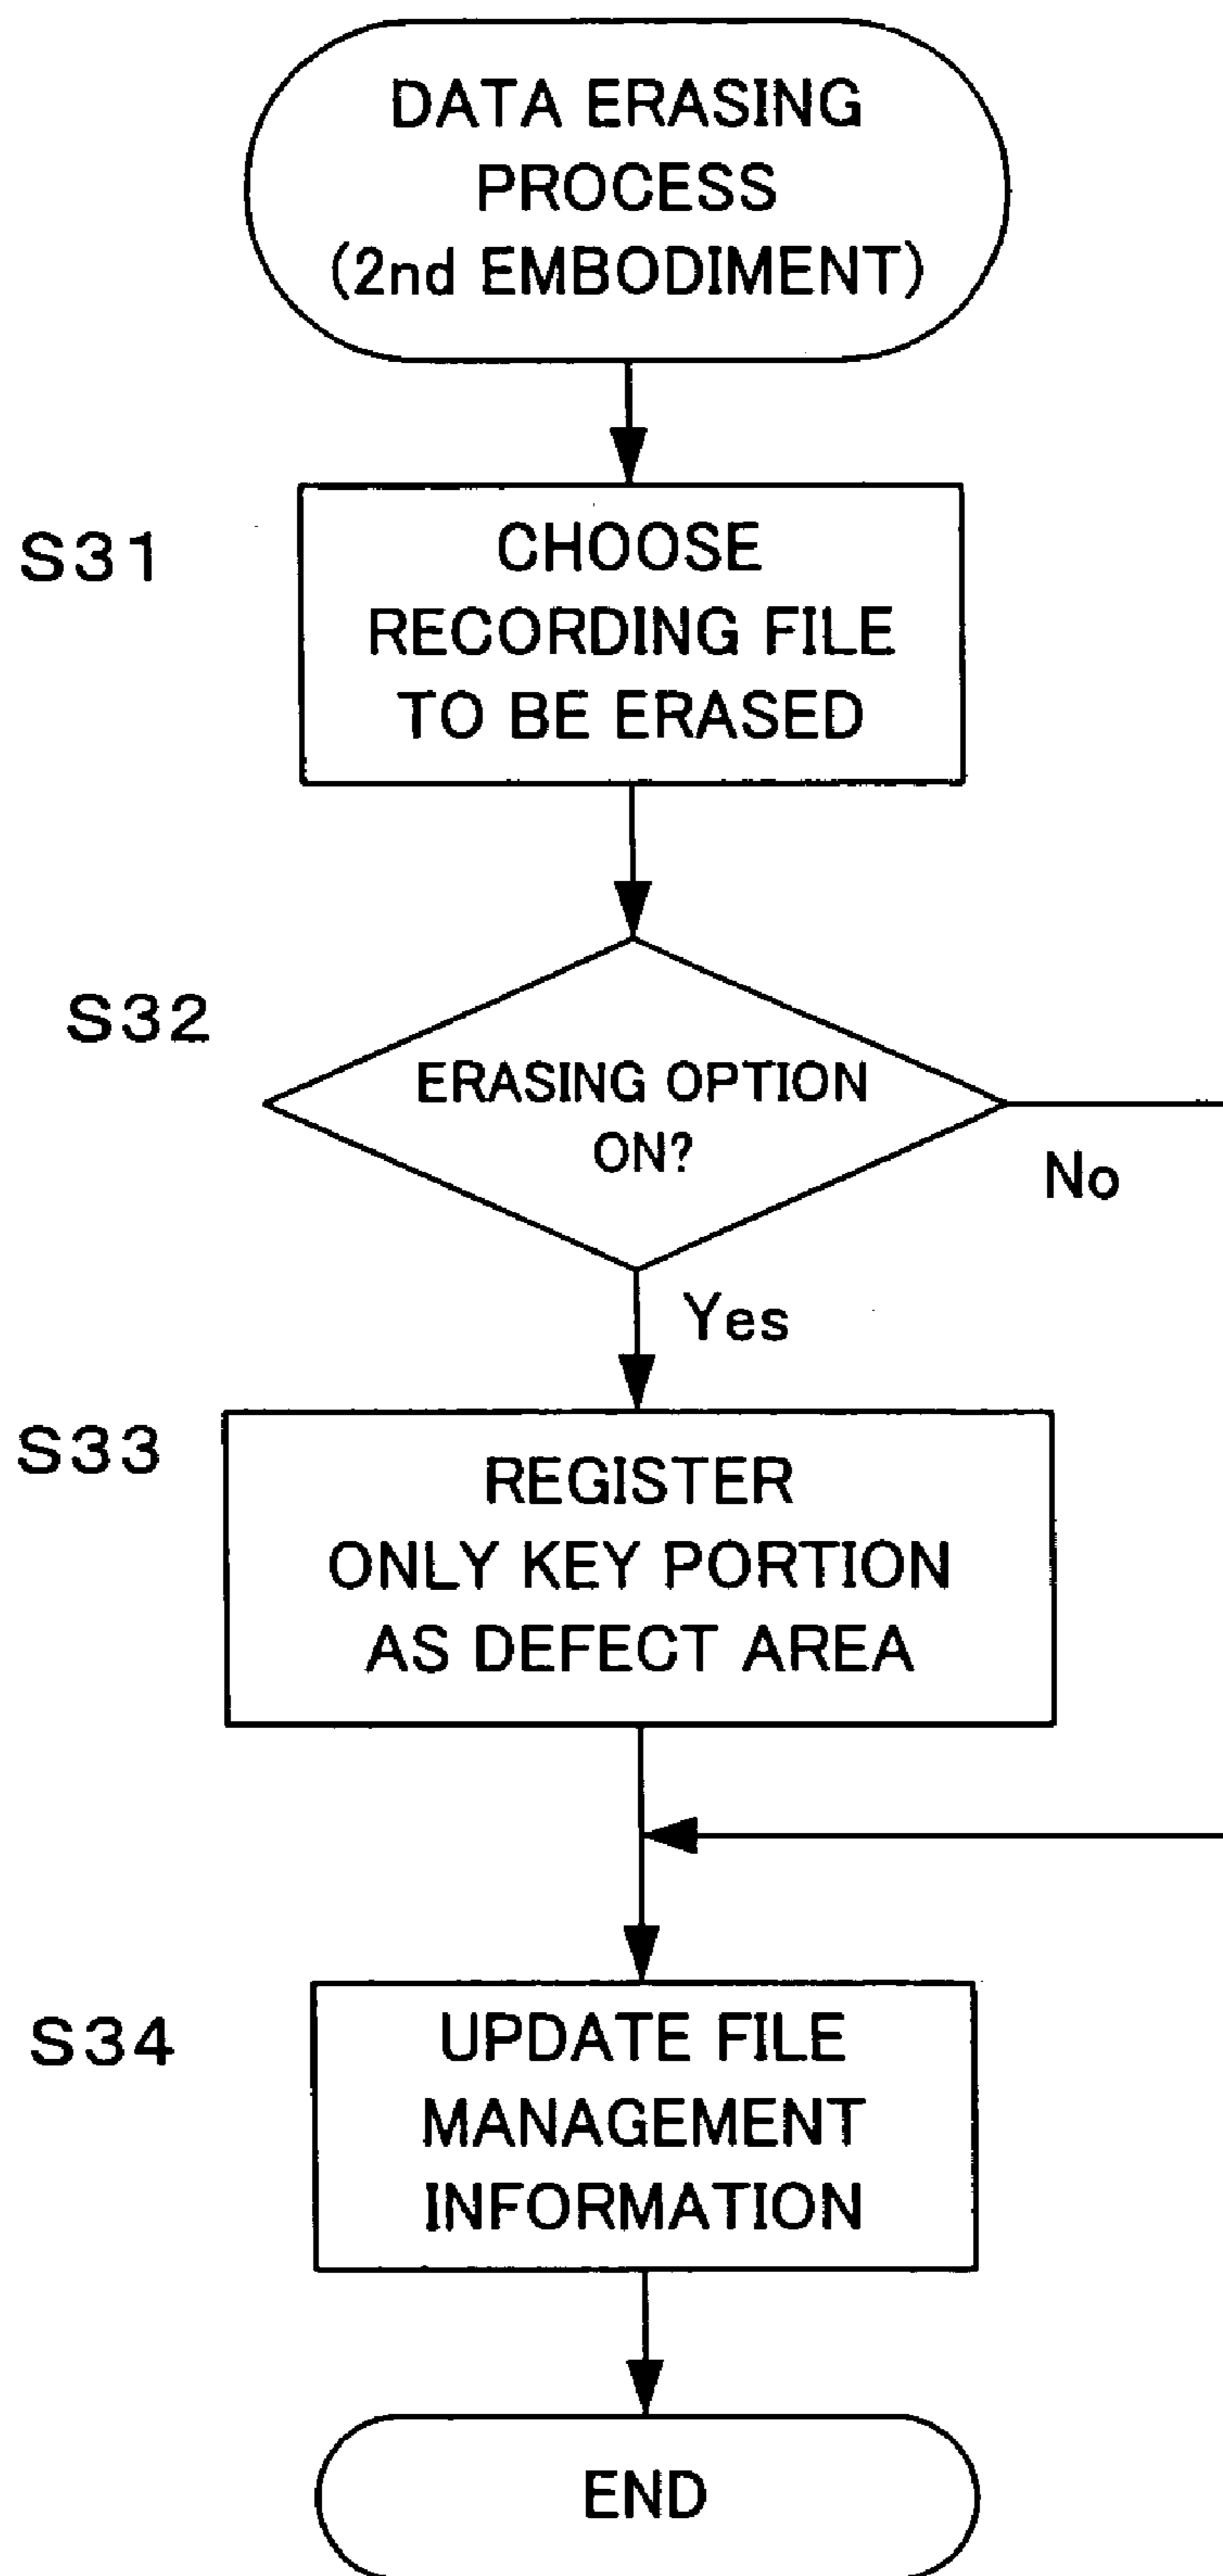 DATA ERASING
PROCESS
(2nd EMBODIMENT)
S31
CHOOSE
RECORDING FILE
TO BE ERASED
S32
ERASING OPTION
ON?
No
Yes
S33
REGISTER
ONLY KEY PORTION
AS DEFECT AREA
S34
UPDATE FILE
MANAGEMENT
INFORMATION
END